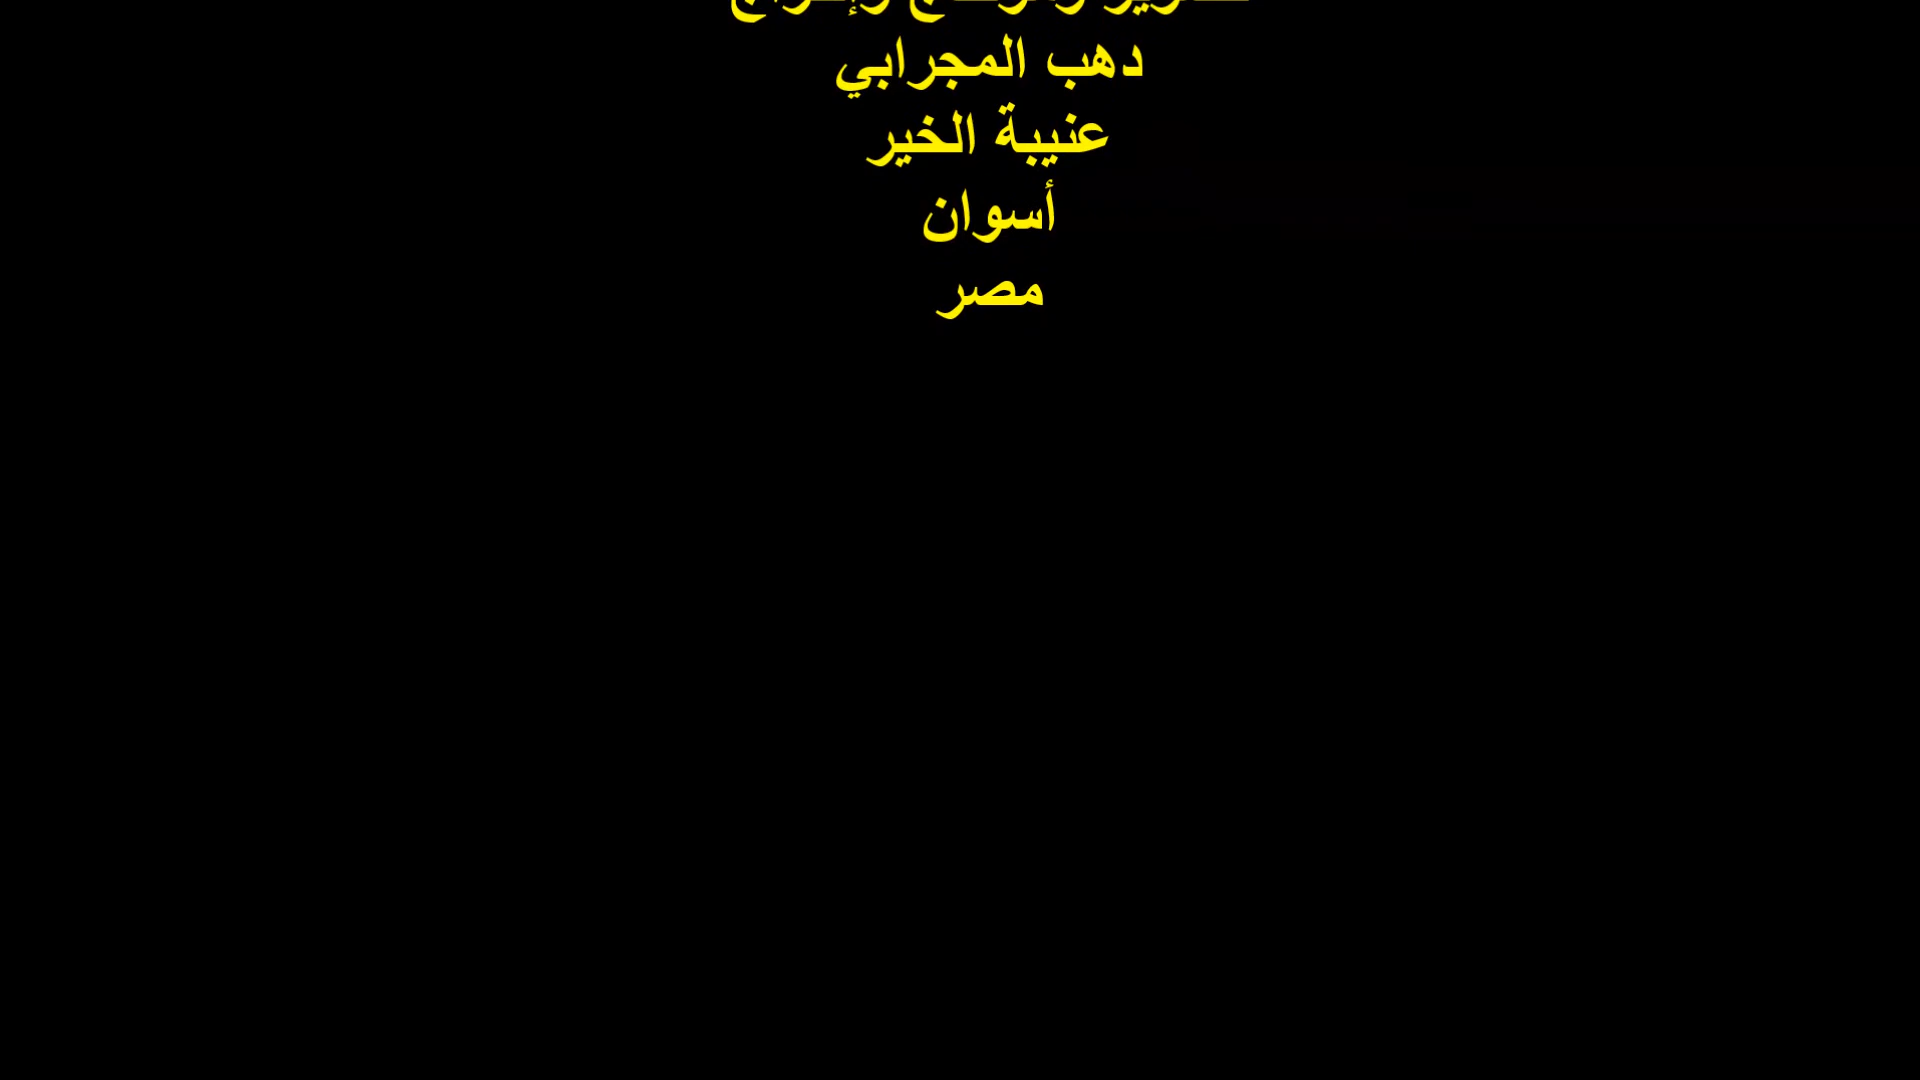 دهب المجرابي
عنيبة الخير
أسوان
مصر